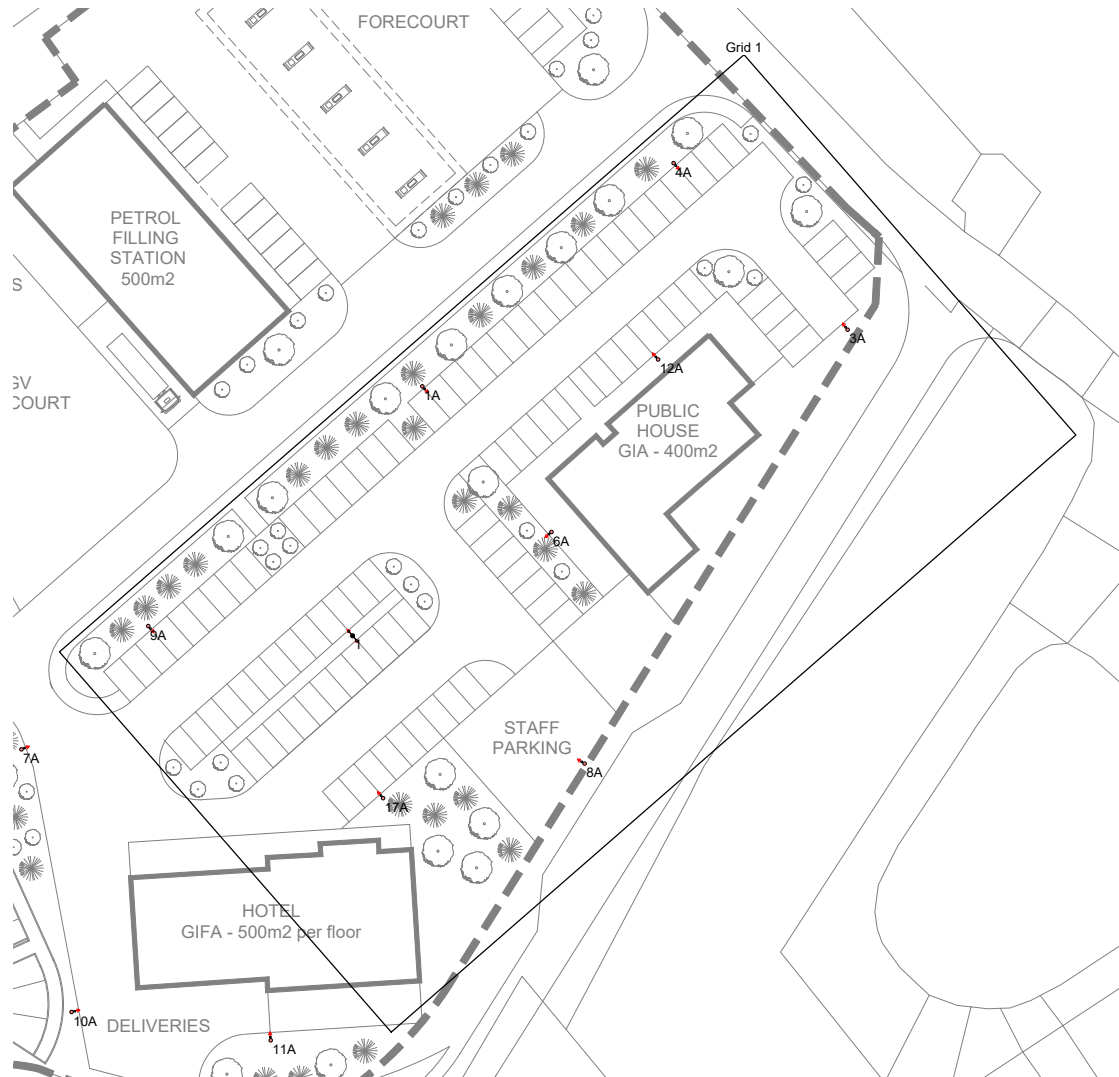 FORECOURT
Grid 1
4A
PETROL
FILLING
STATION
500m2
S
3A
12A
GV
COURT
1A
PUBLIC
HOUSE
GIA - 400m2
6A
9A
1
STAFF
PARKING
7A
8A
17A
HOTEL
GIFA - 500m2 per floor
10A
DELIVERIES
11A